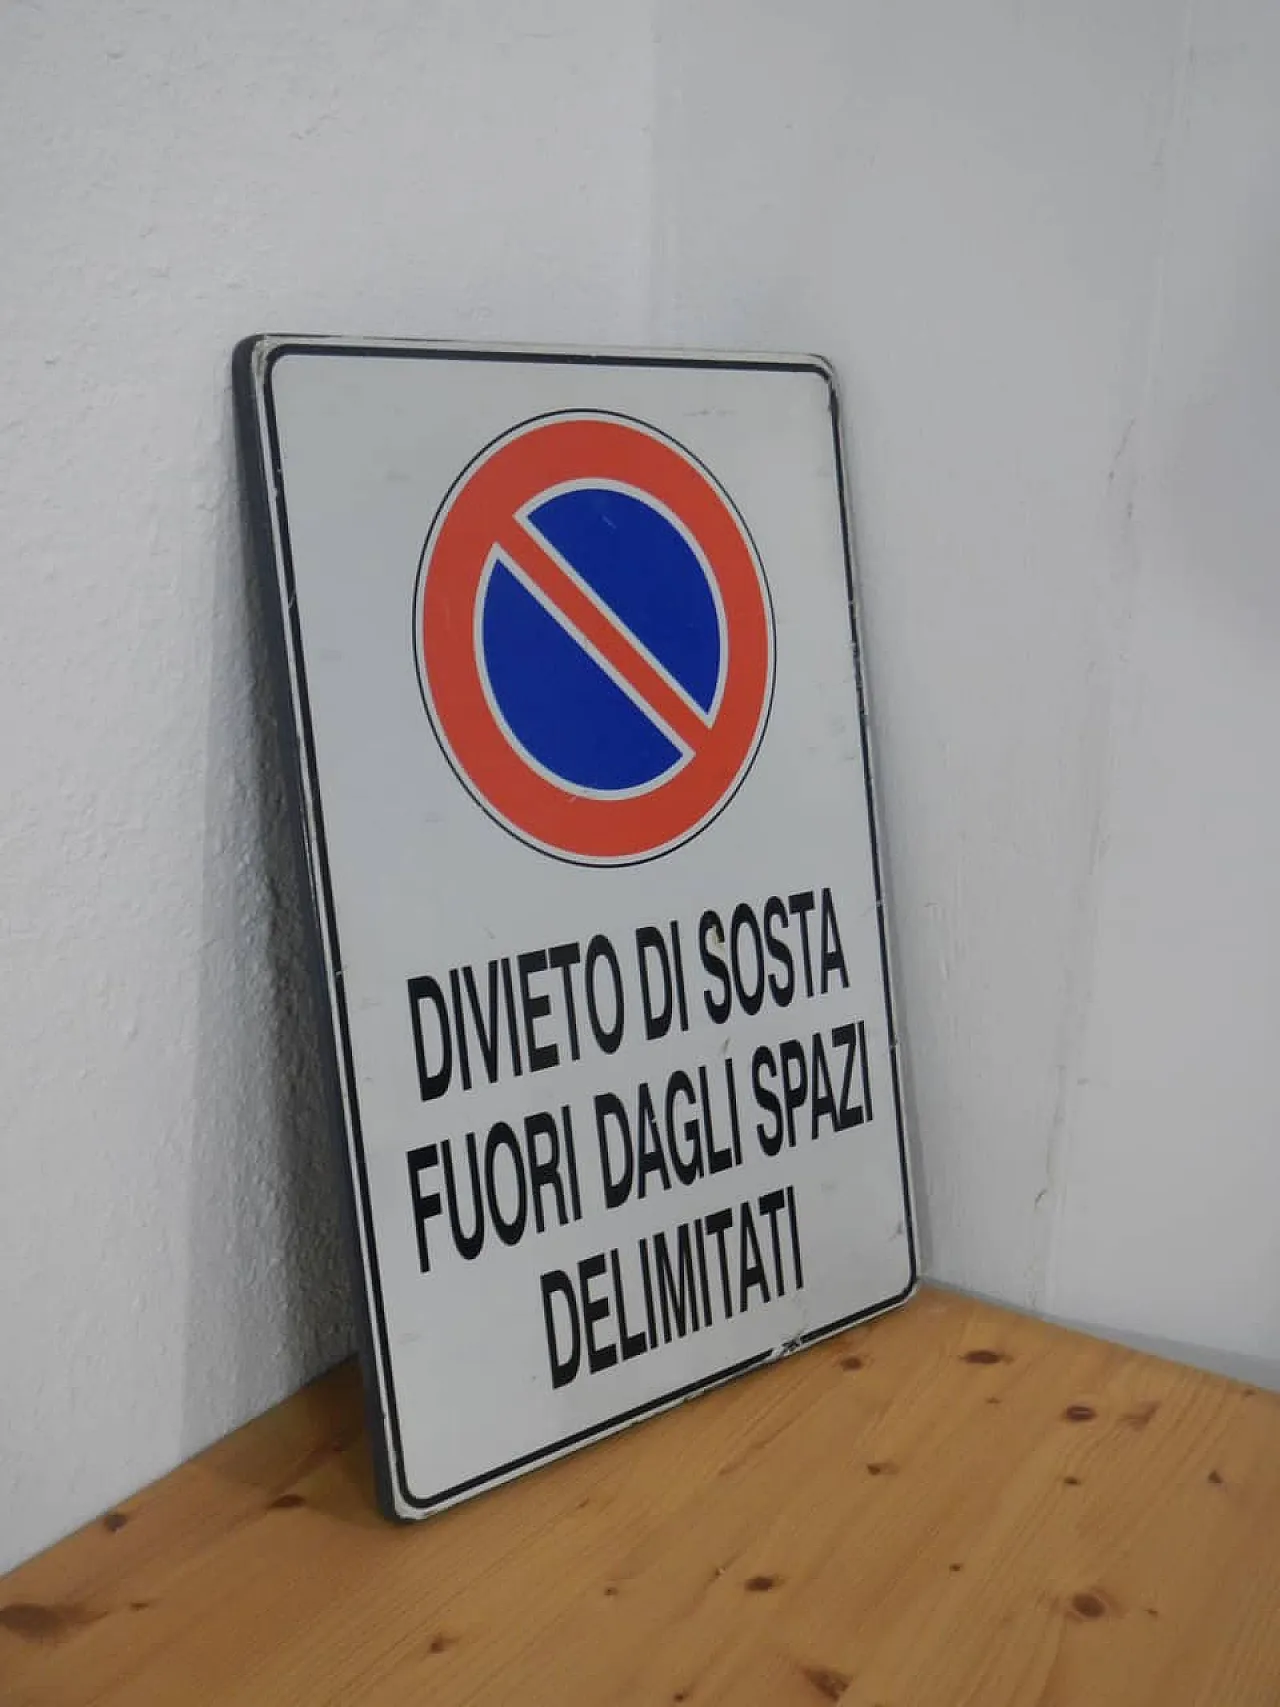 DIVIETO DI SOSTA
FUORI DAGLI SPAZI
DELIMITATI